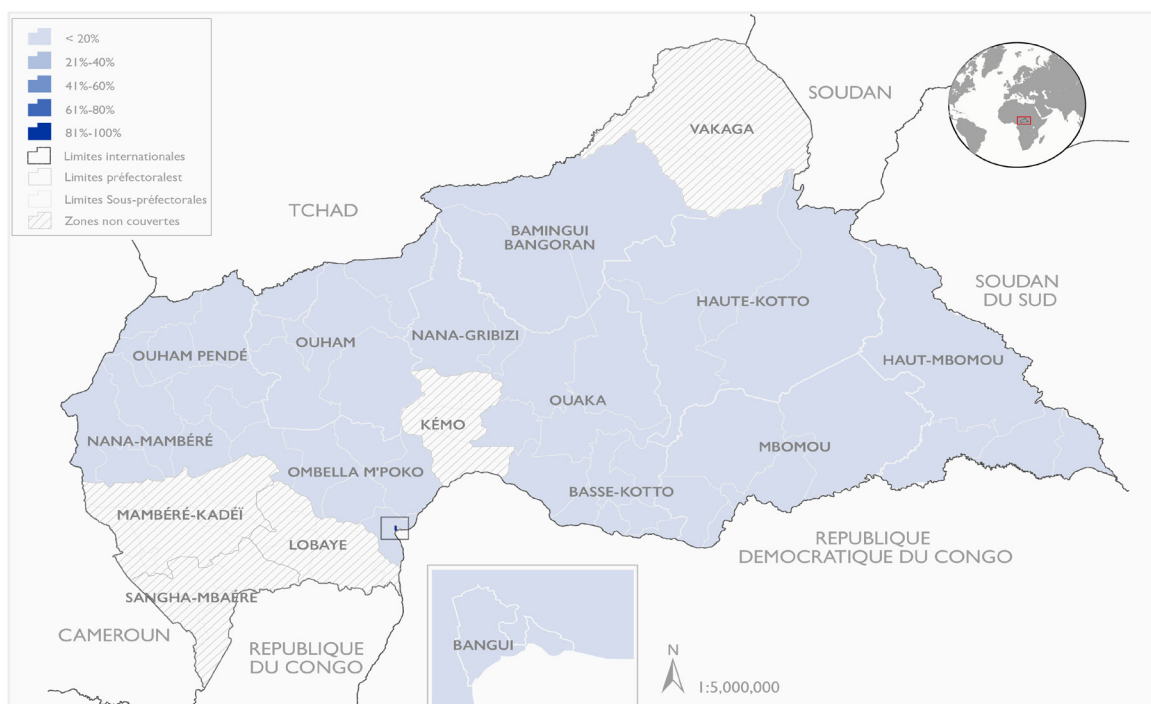 < 20%
21%-40%
41%-60%
61%-80%
81%-100%
Limites internationales
Limites préfectoralest
Limites Sous-préfectorales
Zones non couvertes
SOUDAN
VAKAGA
TCHAD
BAMINGUI
BANGORAN
SOUDAN
DU SUD
HAUTE-KOTTO
OUHAM PENDÉ
OUHAM
NANA-GRIBIZI
HAUT-MBOMOU
OUAKA
KÉMO
NANA-MAMBÉRÉ
MBOMOU
OMBELLA M'POKO
BASSE-KOTTO
MAMBÉRÉ-KADÉÏ
LOBAYE
REPUBLIQUE
DEMOCRATIQUE DU CONGO
SANGHA-MBAÉRÉ
CAMEROUN
REPUBLIQUE
DU CONGO
BANGUI
N
1:5,000,000